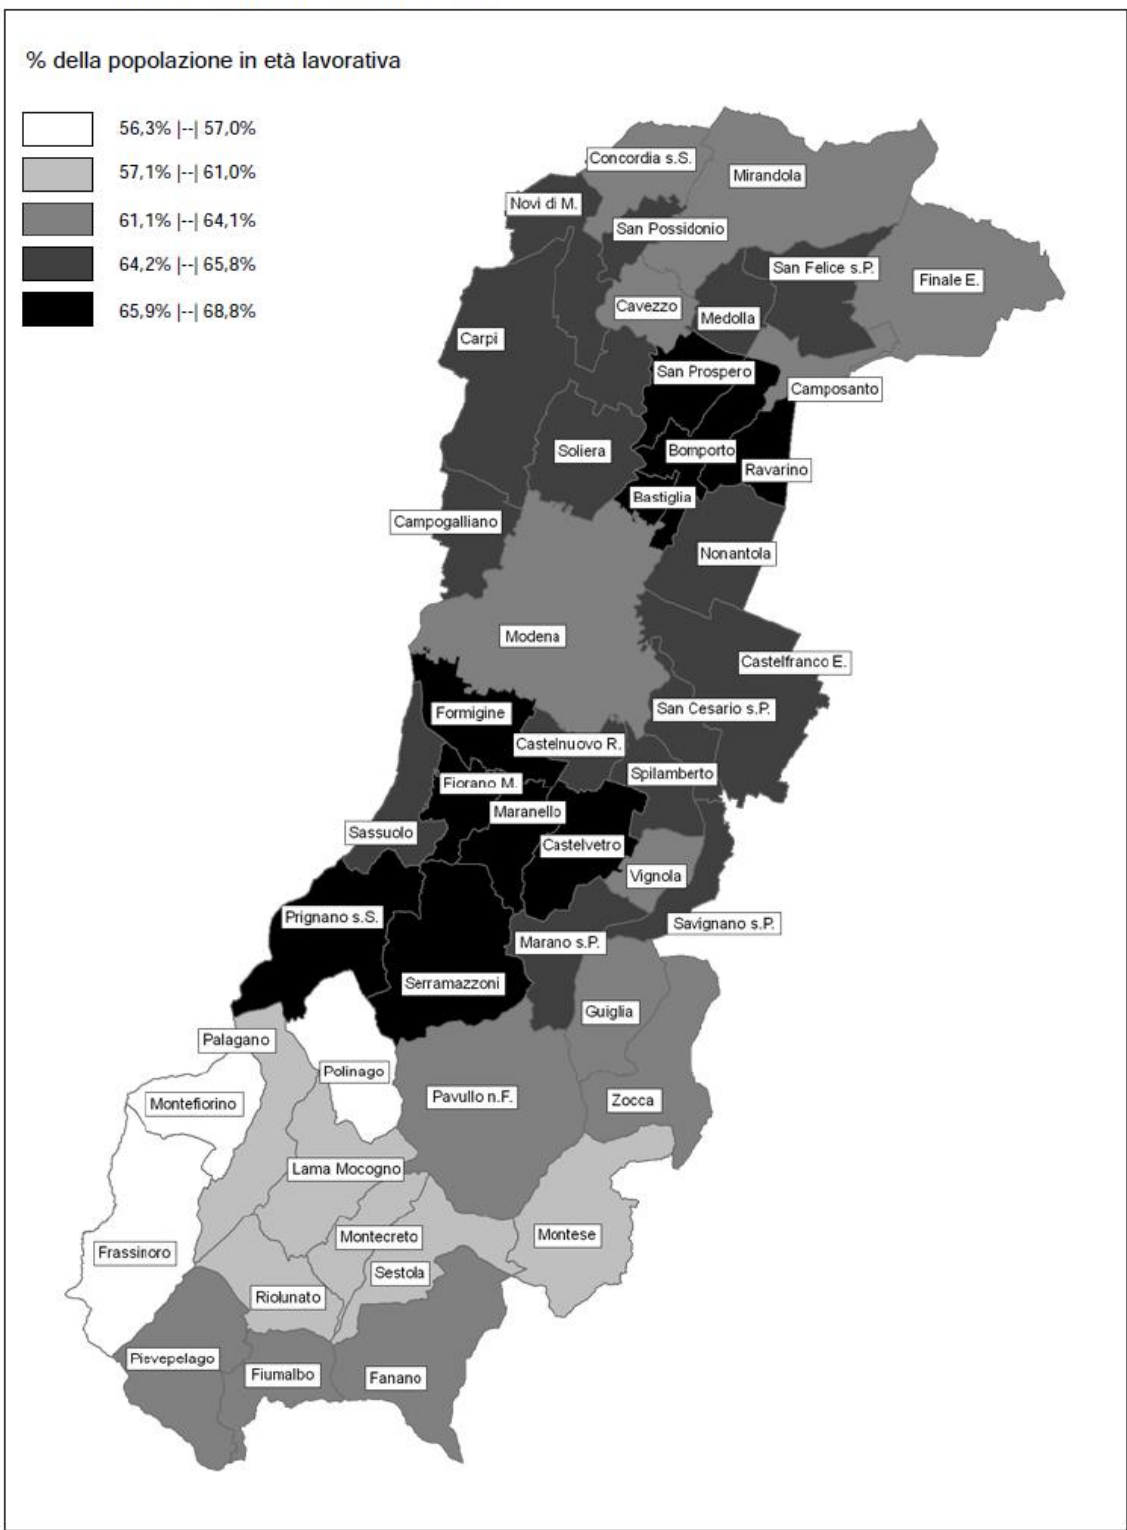 % della popolazione in età lavorativa
56,3% |--| 57,0%
57,1% |--| 61,0%
61,1% |--| 64,1%
64,2% |--| 65,8%
65,9% |--| 68,8%
Concordia s.S.
Mirandola
Novi di M.
San Possidonio
San Felice s.P.
Finale E.
Cavezzo
Medolla
Carpi
San Prospero
Camposanto
Soliera
Bomporto
Ravarino
Bastiglia
Campogalliano
Nonantola
Modena
Castelfranco E.
San Cesario s.P.
Formigine
Castelnuovo R.
Spilamberto
Fiorano M.
Maranello
Sassuolo
Castelvetro
Vignola
Prignano s.S.
Savignano s.P.
Marano s.P.
Serramazzoni
Guiglia
Palagano
Polinago
Montefiorino
Pavullo n.F.
Zocca
Lama Mocogno
Montecreto
Montese
Frassinoro
Sestola
Riolunato
Pievepelago
Fiumalbo
Fanano